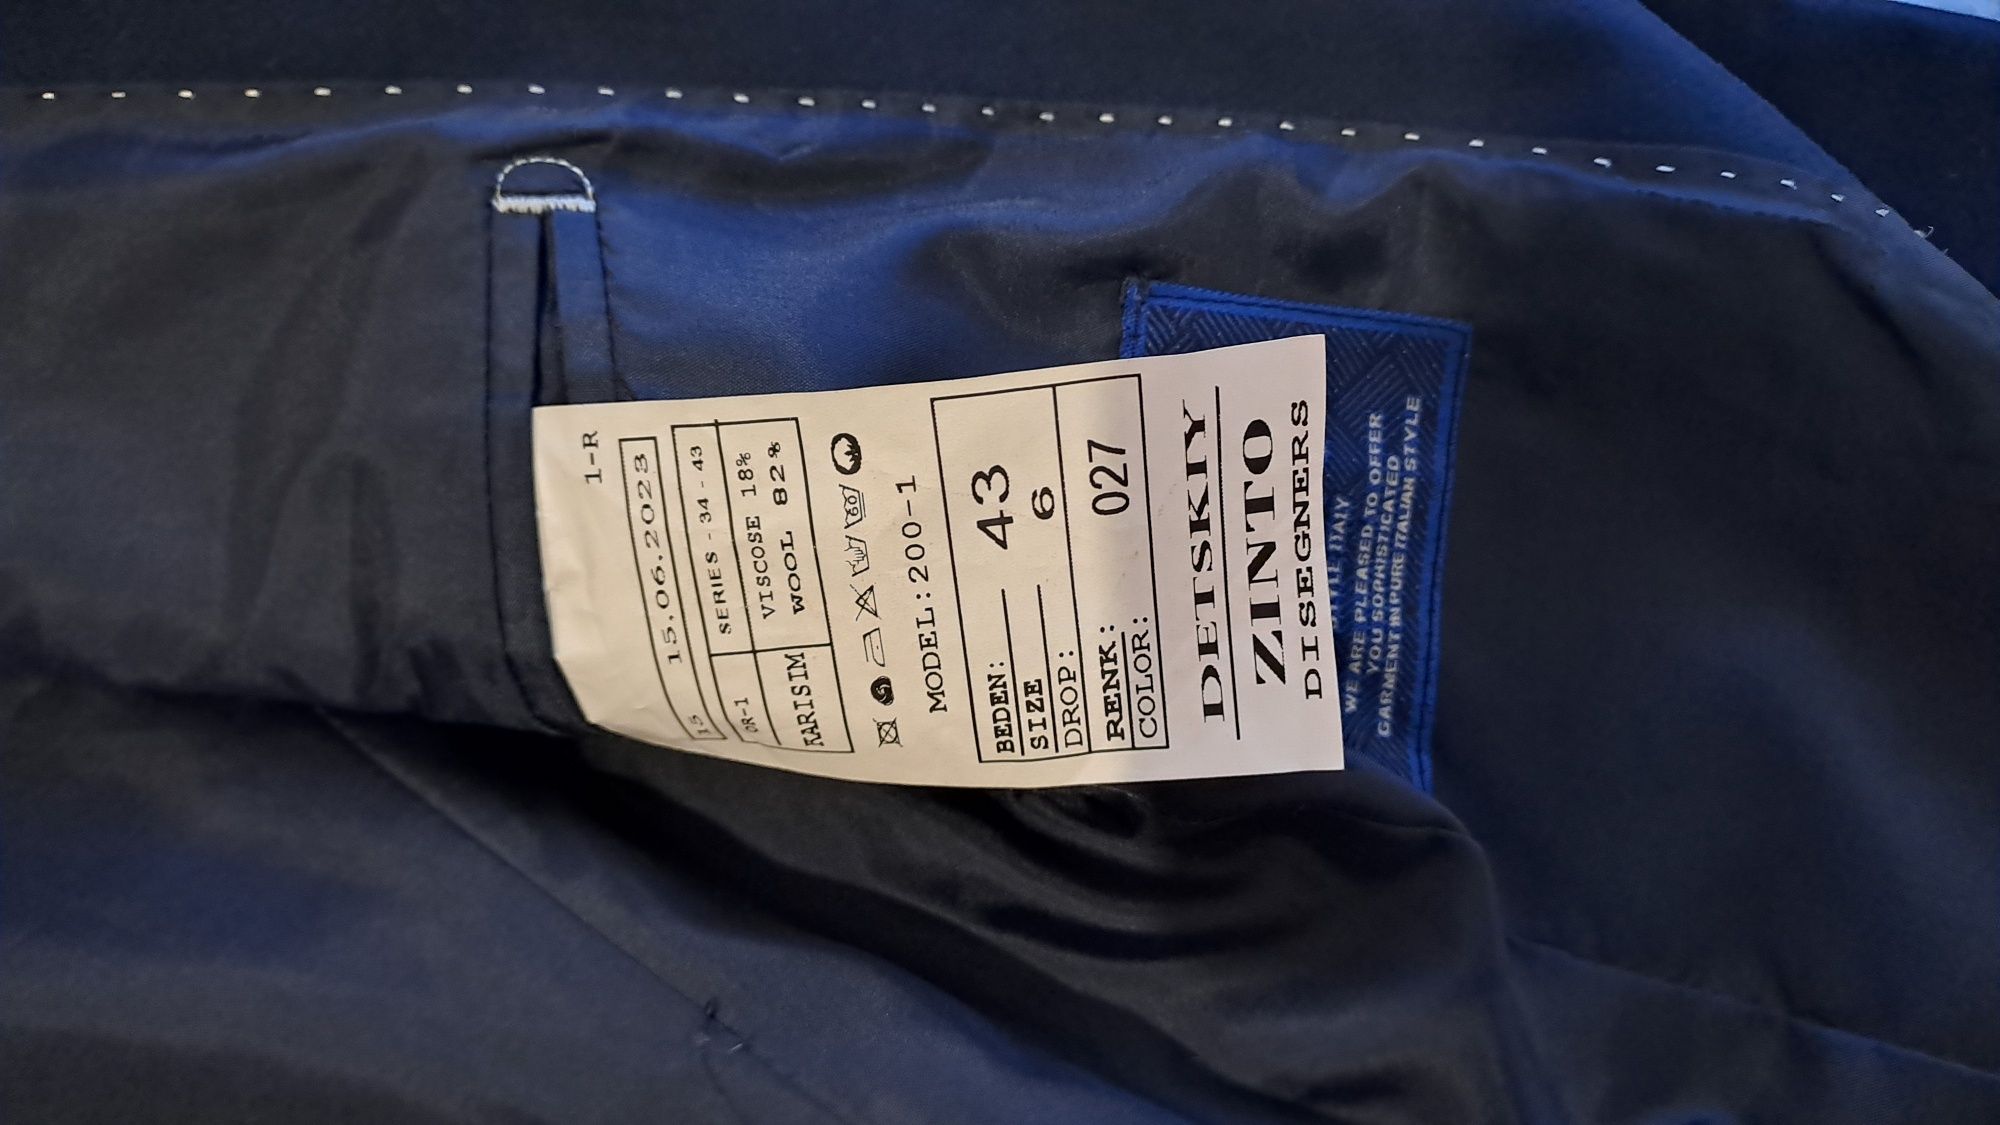 1-R
15.06.2023
15
SERIES - 34 - 43
OR-1
VISCOSE 18%
WOOL 82%
KARISIM
60
MODEL:200-1
BEDEN: 43
SIZE
DROP: 6
RENK: 027
COLOR:
DETSKIY
ZINTO
DISEGNERS
WE ARE PLEASED TO OFFER
YOU SOPHISTICATED
GARMENT IN PURE ITALIAN STYLE